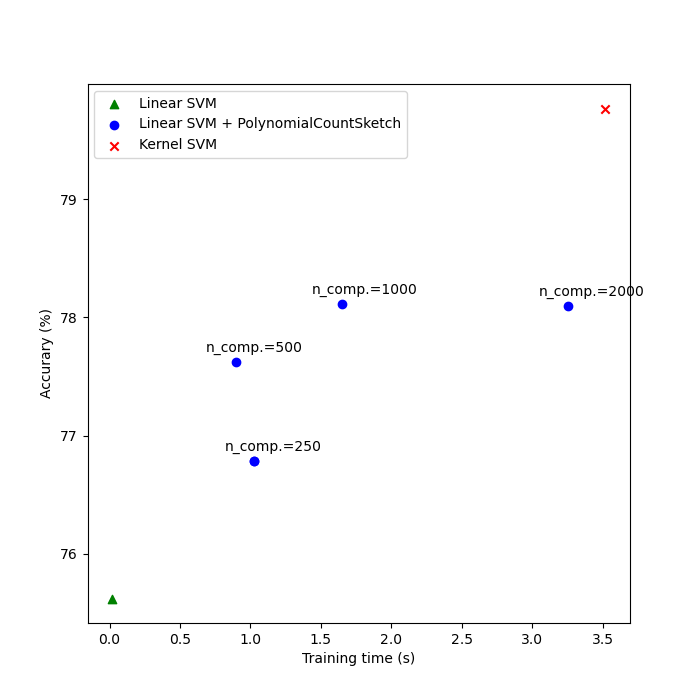 Linear SVM
Linear SVM + PolynomialCountSketch
Kernel SVM
79
n_comp.=1000
n_comp.=2000
78
n_comp.=500
Accurary (%)
77
n_comp.=250
76
0.0 0.5 1.0 1.5 2.0 2.5 3.0 3.5
Training time (s)